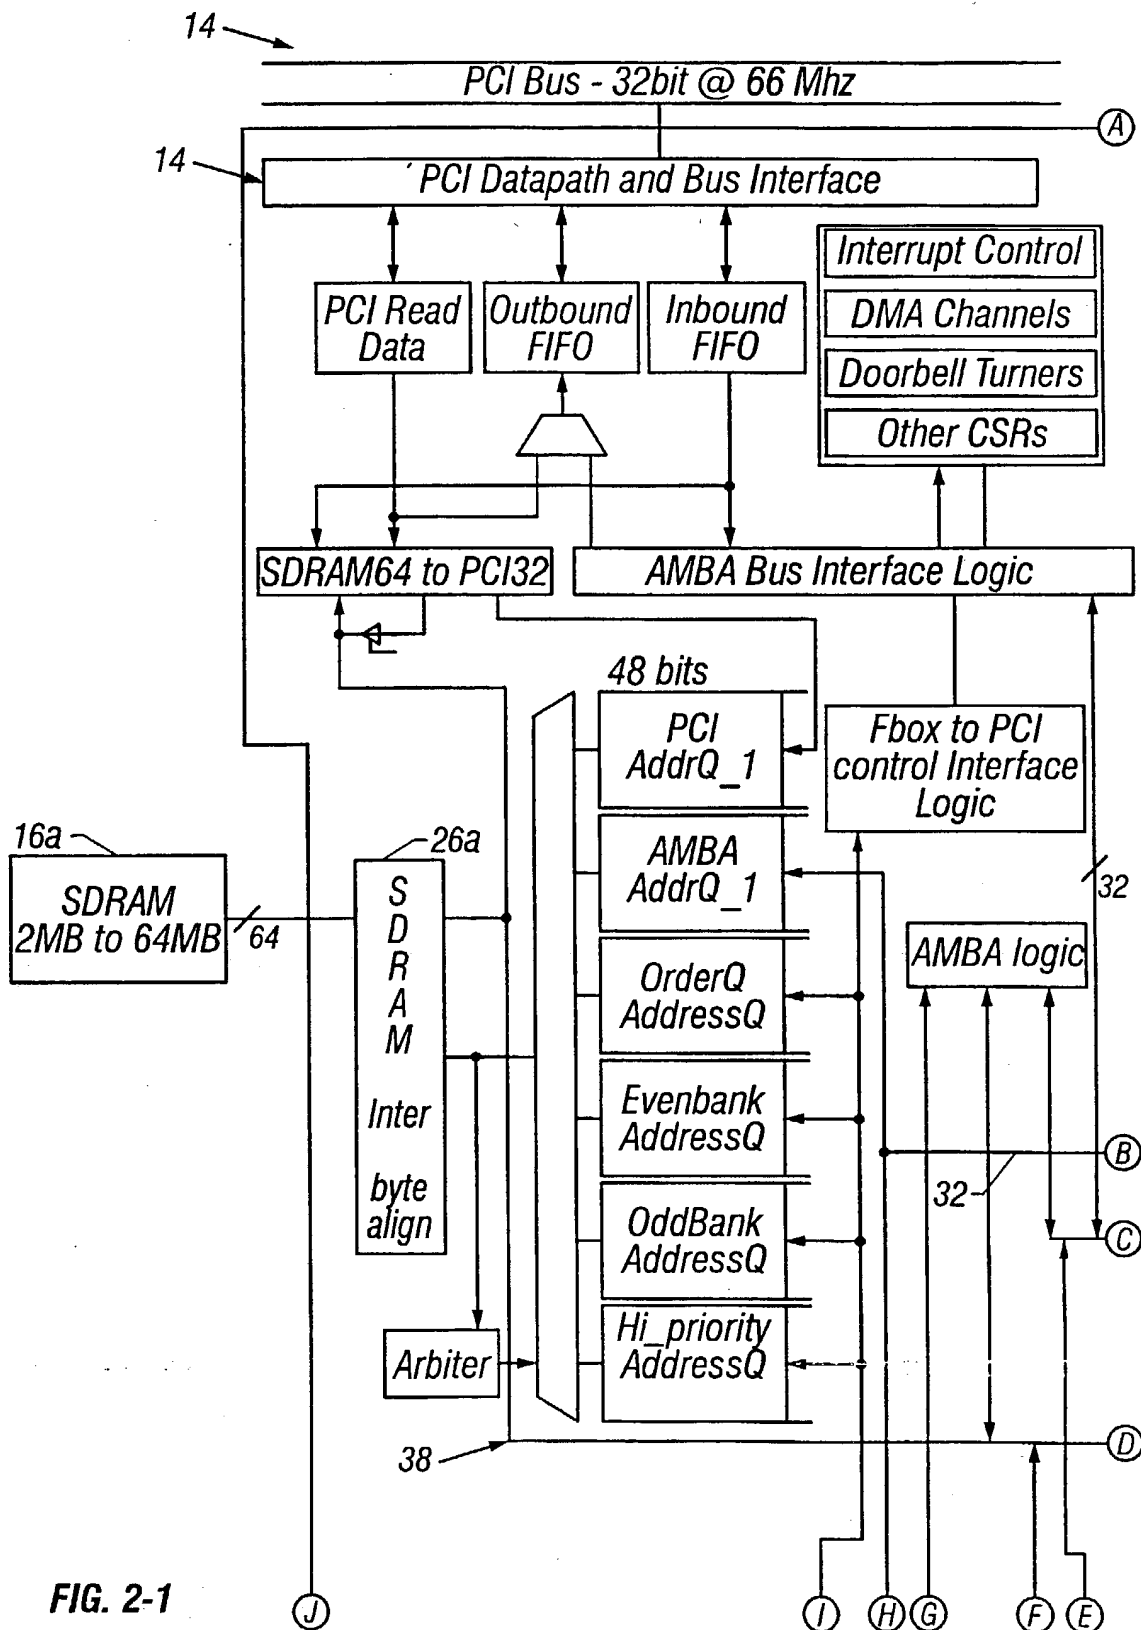 14
PCI Bus - 32bit @ 66 Mhz
A
14
PCI Datapath and Bus Interface
Interrupt Control
DMA Channels
Doorbell Turners
Other CSRs
PCI Read
Data
Outbound
FIFO
Inbound
FIFO
SDRAM64 to PCI32
AMBA Bus Interface Logic
48 bits
PCI
AddrQ_1
Fbox to PCI
control Interface
Logic
16a
SDRAM
2MB to 64MB
64
26a
SDRAM
Inter
byte
align
AMBA
AddrQ_1
32
AMBA logic
OrderQ
AddressQ
Evenbank
AddressQ
B
32
OddBank
AddressQ
C
Hi_priority
AddressQ
Arbiter
38
D
FIG. 2-1
J
I
H
G
F
E